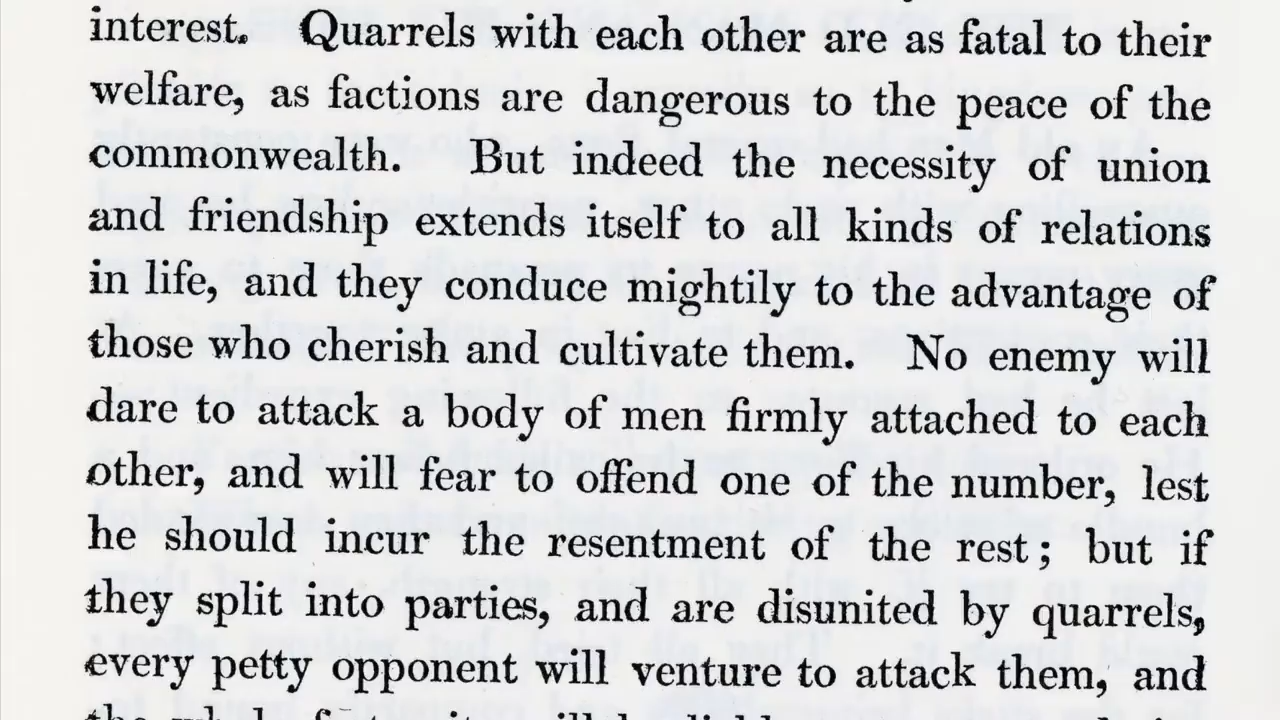 interest. Quarrels with each other are as fatal to their
welfare, as factions are dangerous to the peace of the
commonwealth. But indeed the necessity of union
and friendship extends itself to all kinds of relations
in life, and they conduce mightily to the advantage of
those who cherish and cultivate them. No enemy will
dare to attack a body of men firmly attached to each
other, and will fear to offend one of the number, lest
he should incur the resentment of the rest; but if
they split into parties, and are disunited by quarrels,
every petty opponent will venture to attack them, and